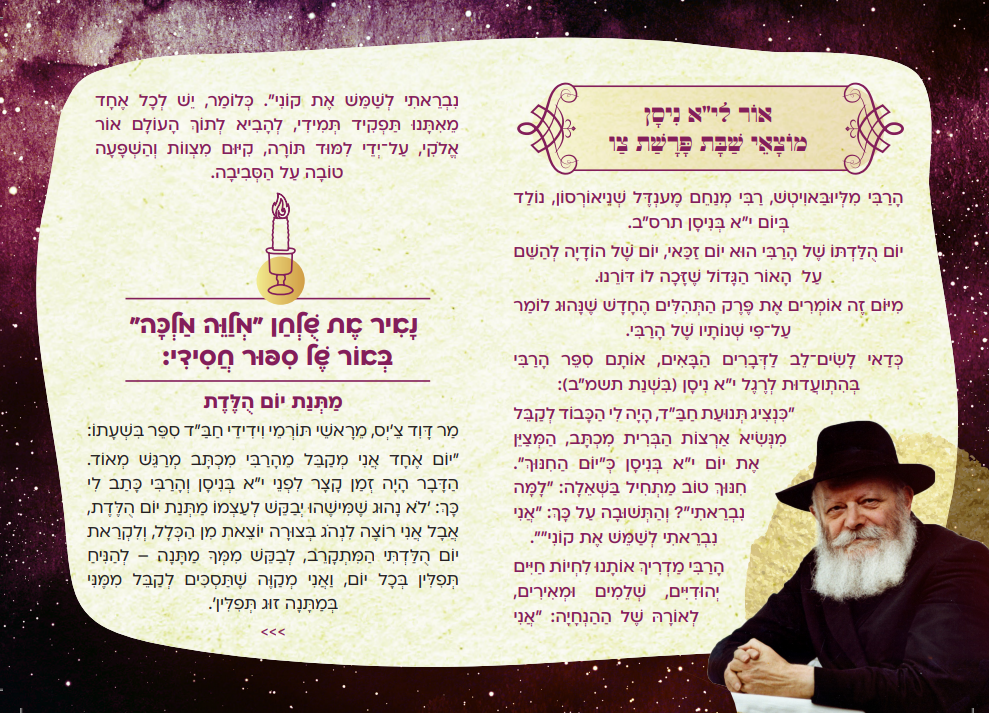 אוֹר לי״א נִיסָן
מוֹצָאֵי שַׁבָּת פָּרָשַׁת צַו
הָרַבִּי מִלְּיוּבַּאוִיטְשׁ, רַבִּי מְנַחֵם מֶענְדֶּל שְׁנֵיאוֹרְסוֹן, נוֹלַד
בְּיוֹם י״א בְּנִיסָן תרס״ב.
יוֹם הֻלַּדְתּוֹ שֶׁל הָרַבִּי הוּא יוֹם זַכַּאי, יוֹם שֶׁל הוֹדָיָה לְהַשֵּׁם
עַל הָאוֹר הַגָּדוֹל שֶׁזָּכָה לוֹ דּוֹרֵנוּ.
מִיּוֹם זֶה אוֹמְרִים אֶת פֶּרֶק הַתְּהִלִּים הֶחָדָשׁ שֶׁנָּהוּג לוֹמַר
עַל־פִּי שְׁנוֹתָיו שֶׁל הָרַבִּי.
כְּדַאי לָשִׂים־לֵב לַדְּבָרִים הַבָּאִים, אוֹתָם סִפֵּר הָרַבִּי
בְּהִתְוַעֲדוּת לְרֶגֶל י״א נִיסָן (בִּשְׁנַת תשמ״ב):
״כְּנְצִיג תְּנוּעַת חַבַּ״ד, הָיָה לִי הַכָּבוֹד לְקַבֵּל
מִנְּשִׂיא אַרְצוֹת הַבְּרִית מִכְתָּב, הַמְּצַיֵּן
אֶת יוֹם י״א בְּנִיסָן כְּ״יוֹם הַחִנּוּךְ״.
חִנּוּךְ טוֹב מַתְחִיל בַּשְּׁאֵלָה: ״לָמָּה
נִבְרֵאתִי״? וְהַתְּשׁוּבָה עַל כָּךְ: ״אֲנִי
נִבְרֵאתִי לְשַׁמֵּשׁ אֶת קוֹנִי״״.
הָרַבִּי מַדְרִיךְ אוֹתָנוּ לִחְיוֹת חַיִּים
יְהוּדִיִּים, שְׁלֵמִים וּמְאִירִים,
לְאוֹרָהּ שֶׁל הַהַנְחָיָה: ״אֲנִי
נִבְרֵאתִי לְשַׁמֵּשׁ אֶת קוֹנִי״. כְּלוֹמַר, יֵשׁ לְכָל אֶחָד
מֵאִתָּנוּ תַּפְקִיד תְּמִידִי, לְהָבִיא לְתוֹךְ הָעוֹלָם אוֹר
אֱלֹקִי, עַל־יְדֵי לִמּוּד תּוֹרָה, קִיּוּם מִצְווֹת וְהַשְׁפָּעָה
טוֹבָה עַל הַסְּבִיבָה.
נָאִיר אֶת שֻׁלְחַן ״מְלַוֵּה מַלְכָּה״
בְּאוֹר שֶׁל סִפּוּר חֲסִידִי:
מַתְּנַת יוֹם הֻלֶּדֶת
מַר דָּוִד צֵ׳יְס, מֵרָאשֵׁי תּוֹרְמֵי וִידִידֵי חַבַּ״ד סִפֵּר בִּשְׁעָתוֹ:
״יוֹם אֶחָד אֲנִי מְקַבֵּל מֵהָרַבִּי מִכְתָּב מְרַגֵּשׁ מְאוֹד.
הַדָּבָר הָיָה זְמַן קָצָר לִפְנֵי י״א בְּנִיסָן וְהָרַבִּי כָּתַב לִי
כָּךְ: ׳לֹא נָהוּג שֶׁמִּישֶׁהוּ יְבַקֵּשׁ לְעַצְמוֹ מַתְּנַת יוֹם הֻלֶּדֶת,
אֲבָל אֲנִי רוֹצֶה לִנְהֹג בְּצוּרָה יוֹצֵאת מִן הַכְּלָל, וְלִקְרַאת
יוֹם הֻלַּדְתִּי הַמִּתְקָרֵב, לְבַקֵּשׁ מִמְּךָ מַתָּנָה – לְהַנִּיחַ
תְּפִלִּין בְּכָל יוֹם, וַאֲנִי מְקַוֶּה שֶׁתַּסְכִּים לְקַבֵּל מִמֶּנִּי
בְּמַתָּנָה זוּג תְּפִלִּין׳.
<<<